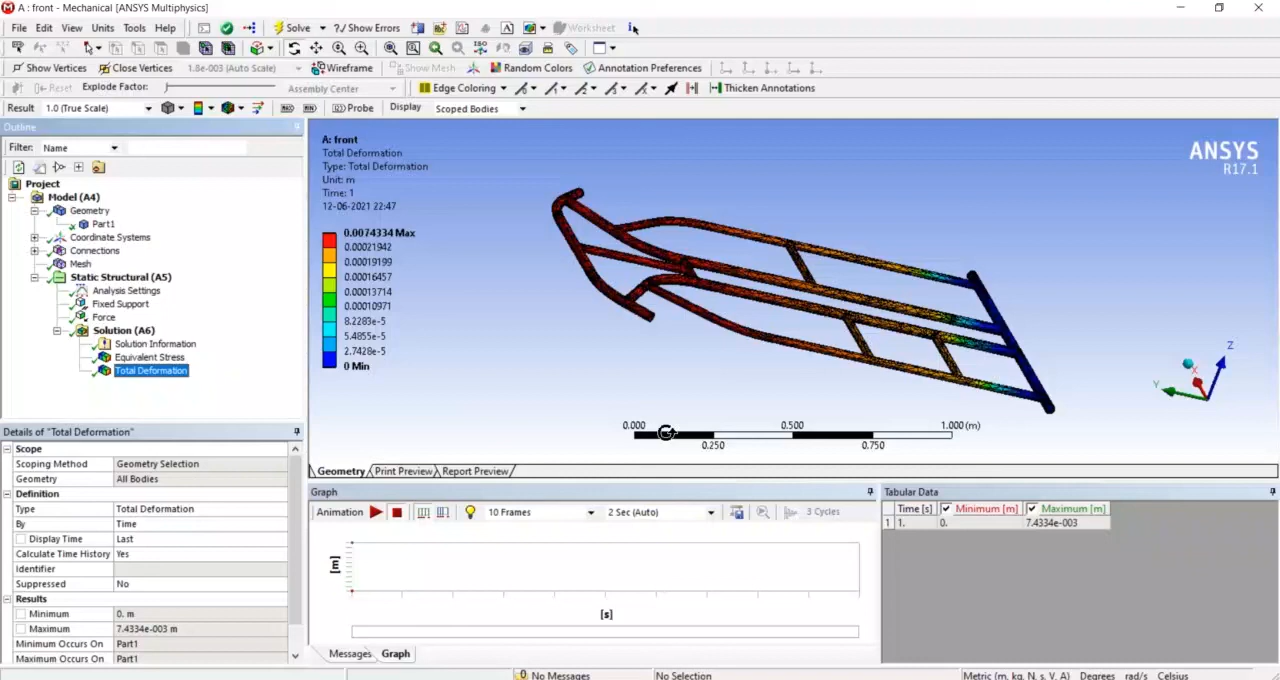 A : front - Mechanical [ANSYS Multiphysics]
File Edit View Units Tools Help Solve ?/ Show Errors Worksheet
Show Vertices Close Vertices 1.8e-003 (Auto Scale) Wireframe Show Mesh Random Colors Annotation Preferences
Reset Explode Factor: Assembly Center Edge Coloring Thicken Annotations
Result 1.0 (True Scale) Probe Display Scoped Bodies
Outline
Filter: Name
Project
Model (A4)
Geometry
Part1
Coordinate Systems
Connections
Mesh
Static Structural (A5)
Analysis Settings
Fixed Support
Force
Solution (A6)
Solution Information
Equivalent Stress
Total Deformation
A: front
Total Deformation
Type: Total Deformation
Unit: m
Time: 1
12-06-2021 22:47
0.0074334 Max
0.00021942
0.00019199
0.00016457
0.00013714
0.00010971
8.2283e-5
5.4855e-5
2.7428e-5
0 Min
ANSYS
R17.1
Z
Y
X
0.000 0.500 1.000 (m)
0.250 0.750
Geometry Print Preview Report Preview
Details of "Total Deformation"
Scope
Scoping Method Geometry Selection
Geometry All Bodies
Definition
Type Total Deformation
By Time
Display Time Last
Calculate Time History Yes
Identifier
Suppressed No
Results
Minimum 0. m
Maximum 7.4334e-003 m
Minimum Occurs On Part1
Maximum Occurs On Part1
Graph
Animation 10 Frames 2 Sec (Auto) 3 Cycles
[m]
[s]
Messages Graph
Tabular Data
Time [s] Minimum [m] Maximum [m]
1 1. 0. 7.4334e-003
0 No Messages No Selection Metric (m, kg, N, s, V, A) Degrees rad/s Celsius